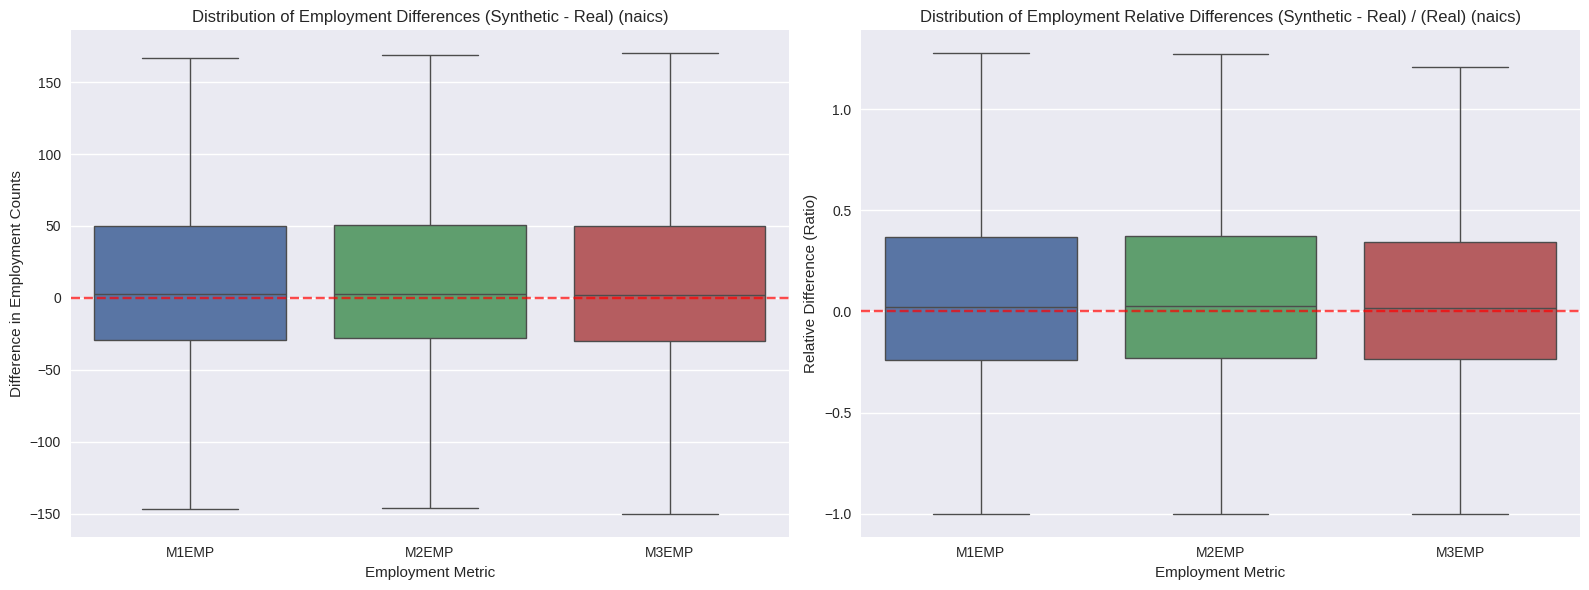 Distribution of Employment Differences (Synthetic - Real) (naics)
Difference in Employment Counts
150
100
50
0
−50
−100
−150
M1EMP
M2EMP
M3EMP
Employment Metric
Distribution of Employment Relative Differences (Synthetic - Real) / (Real) (naics)
Relative Difference (Ratio)
1.0
0.5
0.0
−0.5
−1.0
M1EMP
M2EMP
M3EMP
Employment Metric